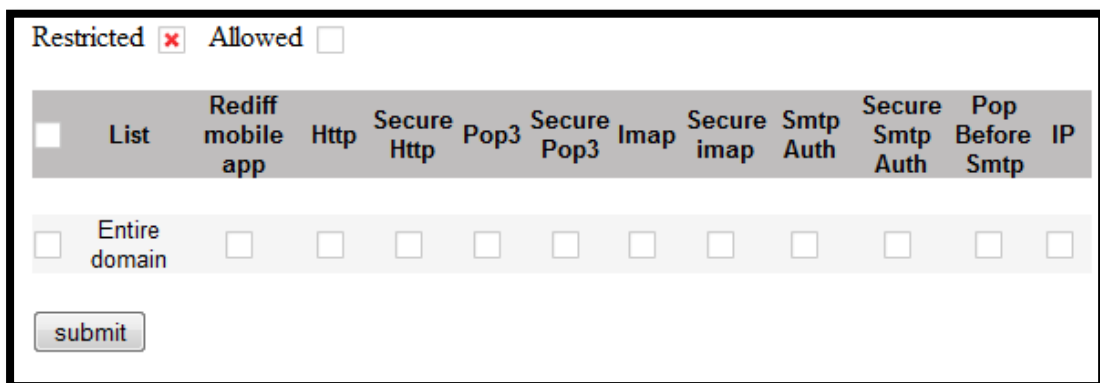 Restricted Allowed
List Rediff mobile app Http Secure Http Pop3 Secure Pop3 Imap Secure imap Smtp Auth Secure Smtp Auth Pop Before Smtp IP
Entire domain
submit